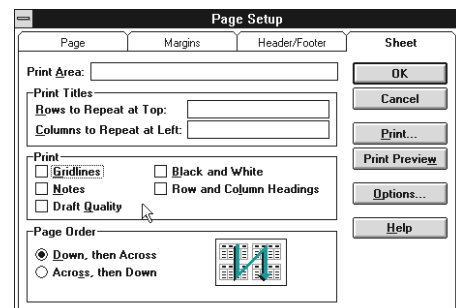 Page Setup
Page Margins Header/Footer Sheet
Print Area:
OK
Print Titles
Rows to Repeat at Top:
Columns to Repeat at Left:
Cancel
Print...
Print
Gridlines Black and White
Notes Row and Column Headings
Draft Quality
Print Preview
Options...
Page Order
Down, then Across
Across, then Down
Help